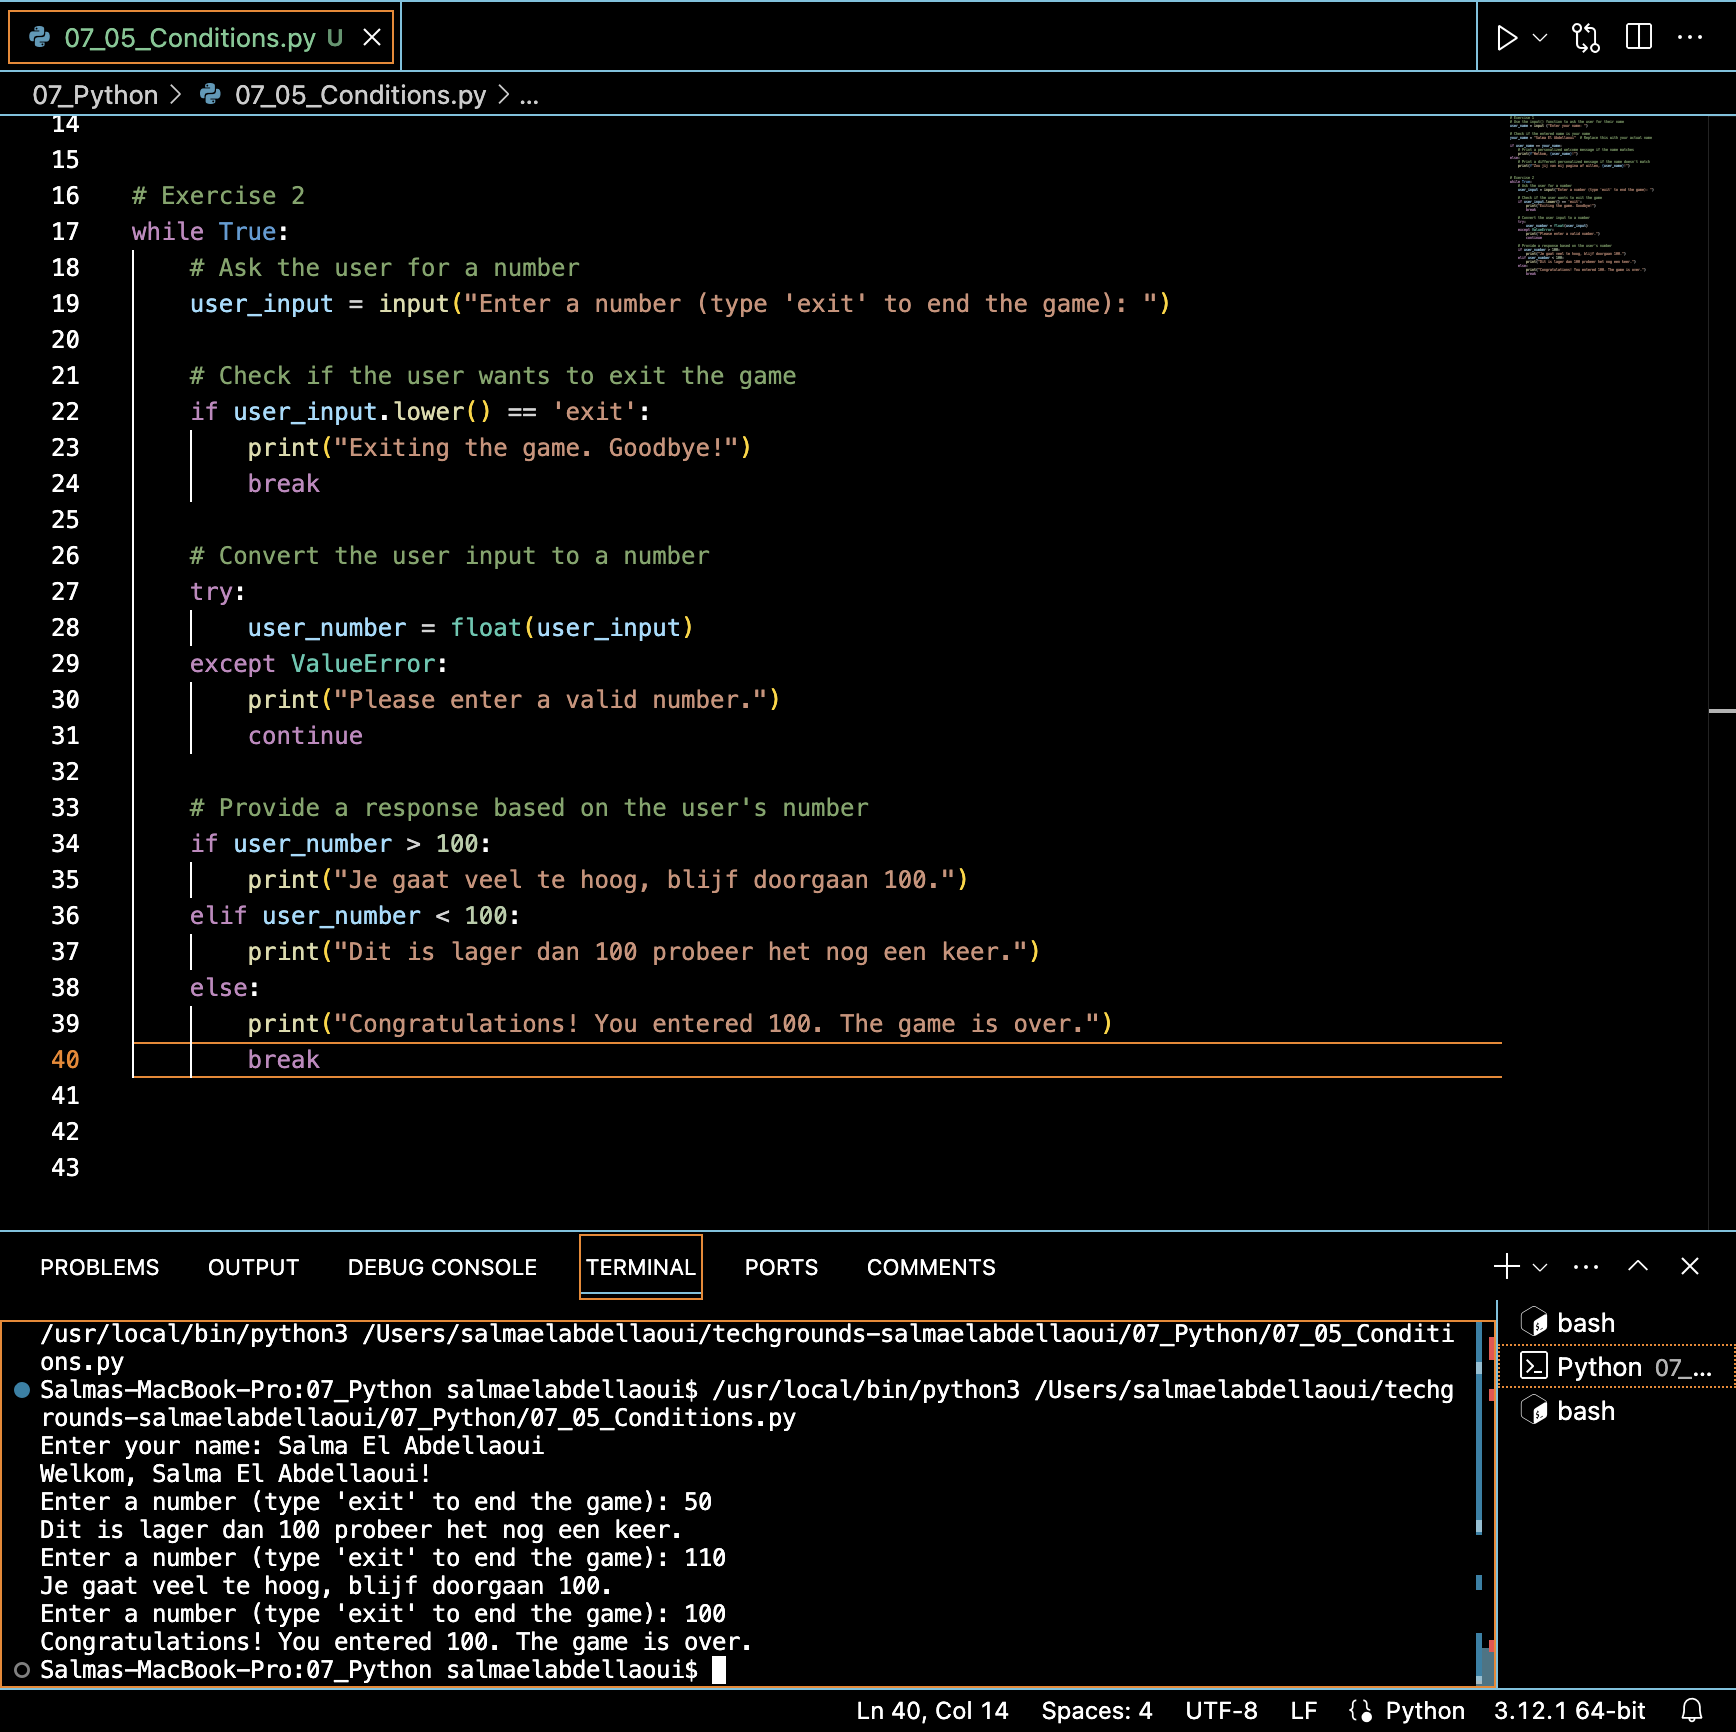 07_05_Conditions.py U
07_Python > 07_05_Conditions.py > ...
14
15
16 # Exercise 2
17 while True:
18     # Ask the user for a number
19     user_input = input("Enter a number (type 'exit' to end the game): ")
20
21     # Check if the user wants to exit the game
22     if user_input.lower() == 'exit':
23         print("Exiting the game. Goodbye!")
24         break
25
26     # Convert the user input to a number
27     try:
28         user_number = float(user_input)
29     except ValueError:
30         print("Please enter a valid number.")
31         continue
32
33     # Provide a response based on the user's number
34     if user_number > 100:
35         print("Je gaat veel te hoog, blijf doorgaan 100.")
36     elif user_number < 100:
37         print("Dit is lager dan 100 probeer het nog een keer.")
38     else:
39         print("Congratulations! You entered 100. The game is over.")
40         break
41
42
43
PROBLEMS OUTPUT DEBUG CONSOLE TERMINAL PORTS COMMENTS
/usr/local/bin/python3 /Users/salmaelabdellaoui/techgrounds-salmaelabdellaoui/07_Python/07_05_Conditi
ons.py
Salmas-MacBook-Pro:07_Python salmaelabdellaoui$ /usr/local/bin/python3 /Users/salmaelabdellaoui/techg
rounds-salmaelabdellaoui/07_Python/07_05_Conditions.py
Enter your name: Salma El Abdellaoui
Welkom, Salma El Abdellaoui!
Enter a number (type 'exit' to end the game): 50
Dit is lager dan 100 probeer het nog een keer.
Enter a number (type 'exit' to end the game): 110
Je gaat veel te hoog, blijf doorgaan 100.
Enter a number (type 'exit' to end the game): 100
Congratulations! You entered 100. The game is over.
Salmas-MacBook-Pro:07_Python salmaelabdellaoui$
bash
Python 07_...
bash
Ln 40, Col 14 Spaces: 4 UTF-8 LF Python 3.12.1 64-bit